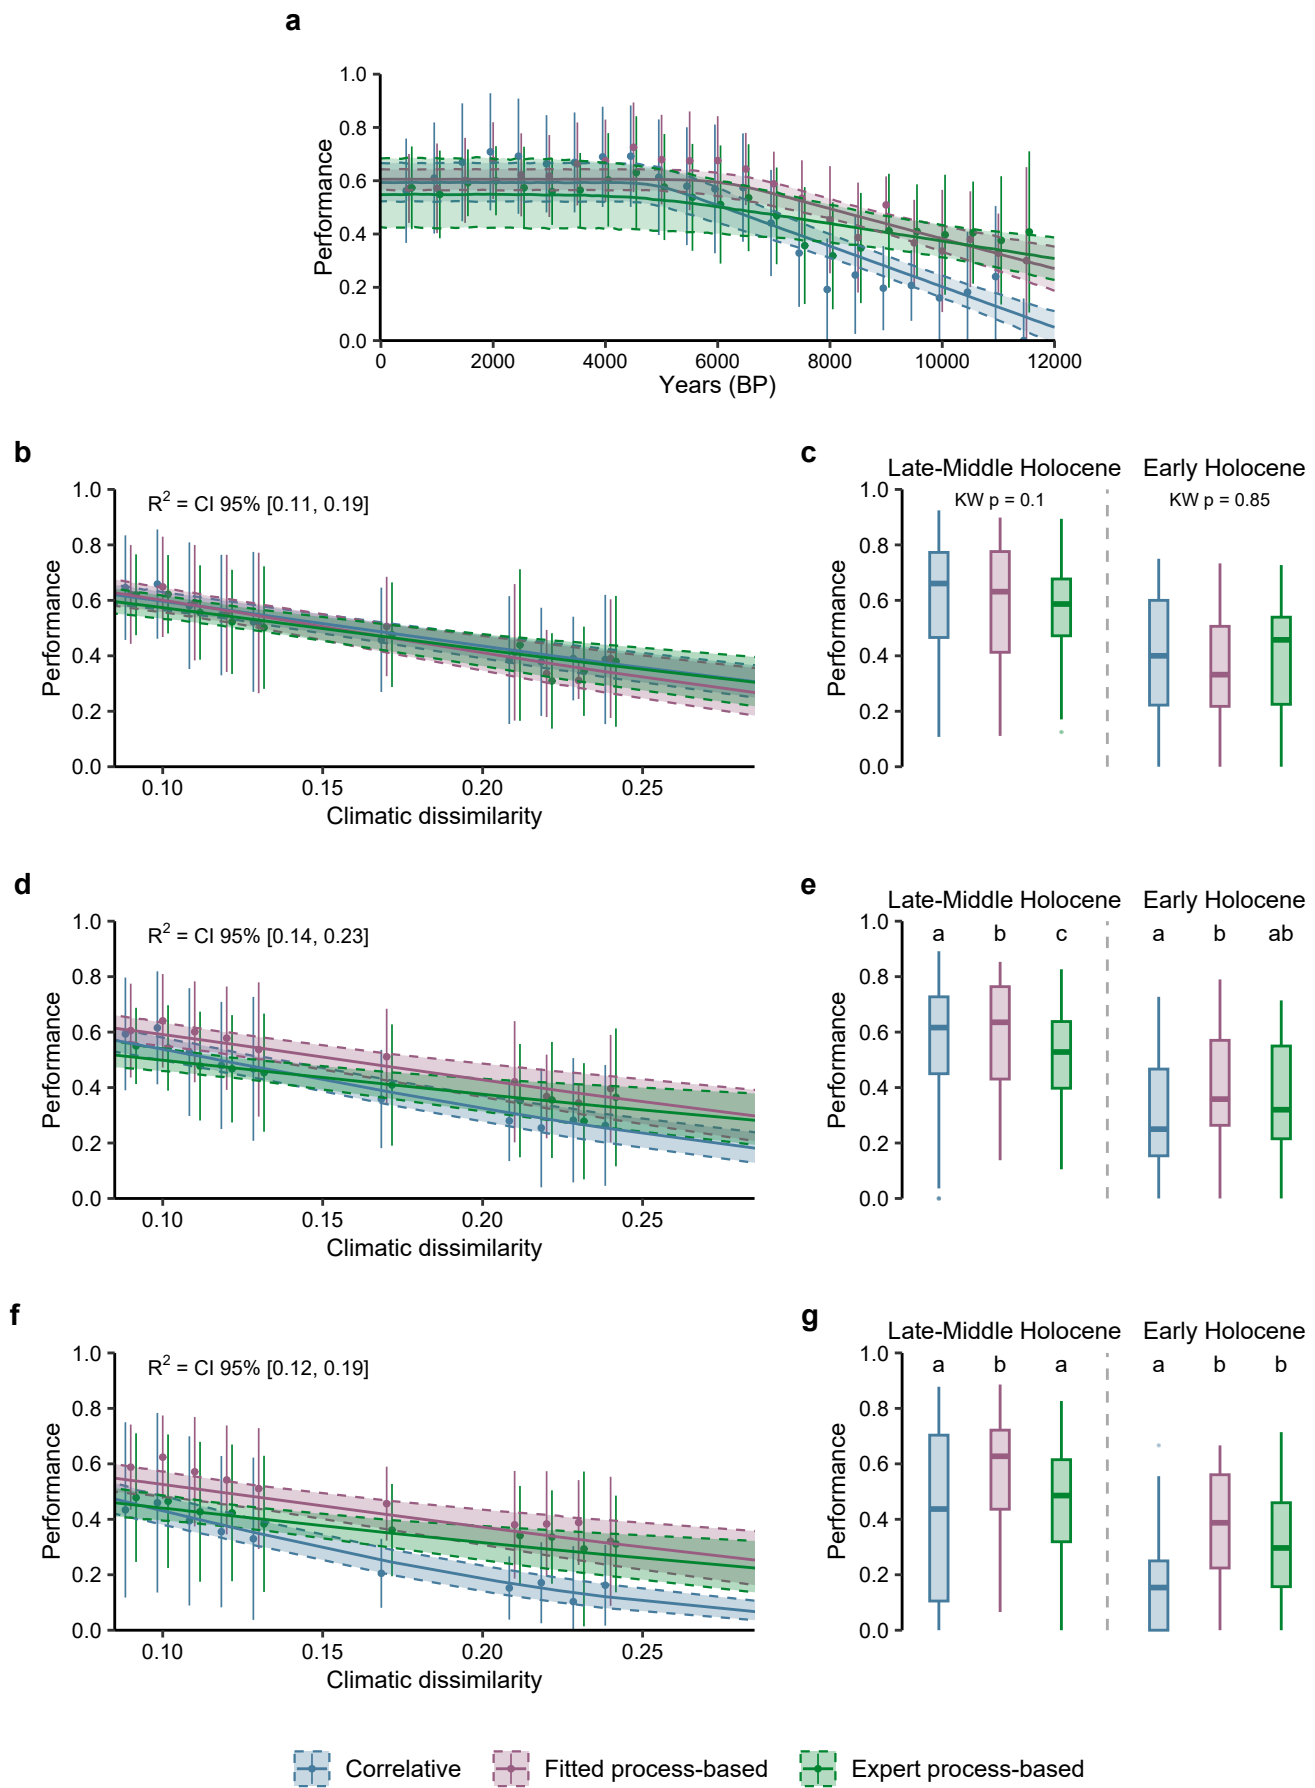 a
1.0
0.8
0.6
0.4
0.2
0.0
Performance
0 2000 4000 6000 8000 10000 12000
Years (BP)
b
1.0
0.8
0.6
0.4
0.2
0.0
Performance
R² = CI 95% [0.11, 0.19]
0.10 0.15 0.20 0.25
Climatic dissimilarity
c
Late-Middle Holocene Early Holocene
KW p = 0.1 KW p = 0.85
1.0
0.8
0.6
0.4
0.2
0.0
Performance
d
1.0
0.8
0.6
0.4
0.2
0.0
Performance
R² = CI 95% [0.14, 0.23]
0.10 0.15 0.20 0.25
Climatic dissimilarity
e
Late-Middle Holocene Early Holocene
a b c a b ab
1.0
0.8
0.6
0.4
0.2
0.0
Performance
f
1.0
0.8
0.6
0.4
0.2
0.0
Performance
R² = CI 95% [0.12, 0.19]
0.10 0.15 0.20 0.25
Climatic dissimilarity
g
Late-Middle Holocene Early Holocene
a b a a b b
1.0
0.8
0.6
0.4
0.2
0.0
Performance
Correlative Fitted process-based Expert process-based